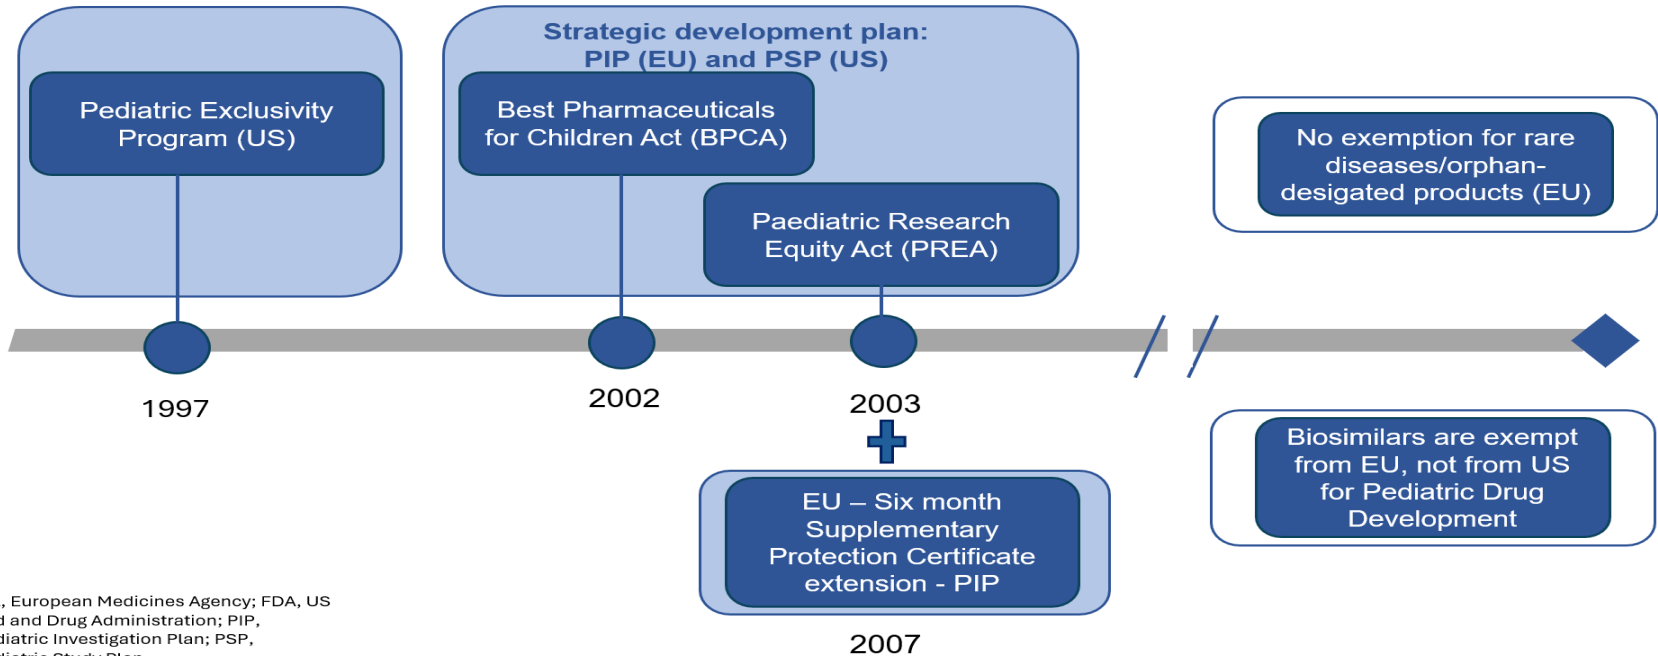 Strategic development plan:
PIP (EU) and PSP (US)
Pediatric Exclusivity
Program (US)
Best Pharmaceuticals
for Children Act (BPCA)
Paediatric Research
Equity Act (PREA)
No exemption for rare
diseases/orphan-
desigated products (EU)
1997
2002
2003
EU – Six month
Supplementary
Protection Certificate
extension - PIP
2007
Biosimilars are exempt
from EU, not from US
for Pediatric Drug
Development
, European Medicines Agency; FDA, US
and Drug Administration; PIP,
Investigation Plan; PSP,
Study Plan